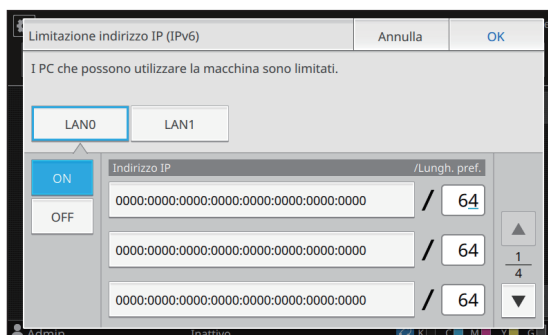 Limitazione indirizzo IP (IPv6) Annulla OK
I PC che possono utilizzare la macchina sono limitati.
LAN0 LAN1
ON
OFF
Indirizzo IP /Lungh. pref.
0000:0000:0000:0000:0000:0000:0000:0000 / 64
0000:0000:0000:0000:0000:0000:0000:0000 / 64
0000:0000:0000:0000:0000:0000:0000:0000 / 64
1
4
Admin Inattivo K C M Y G